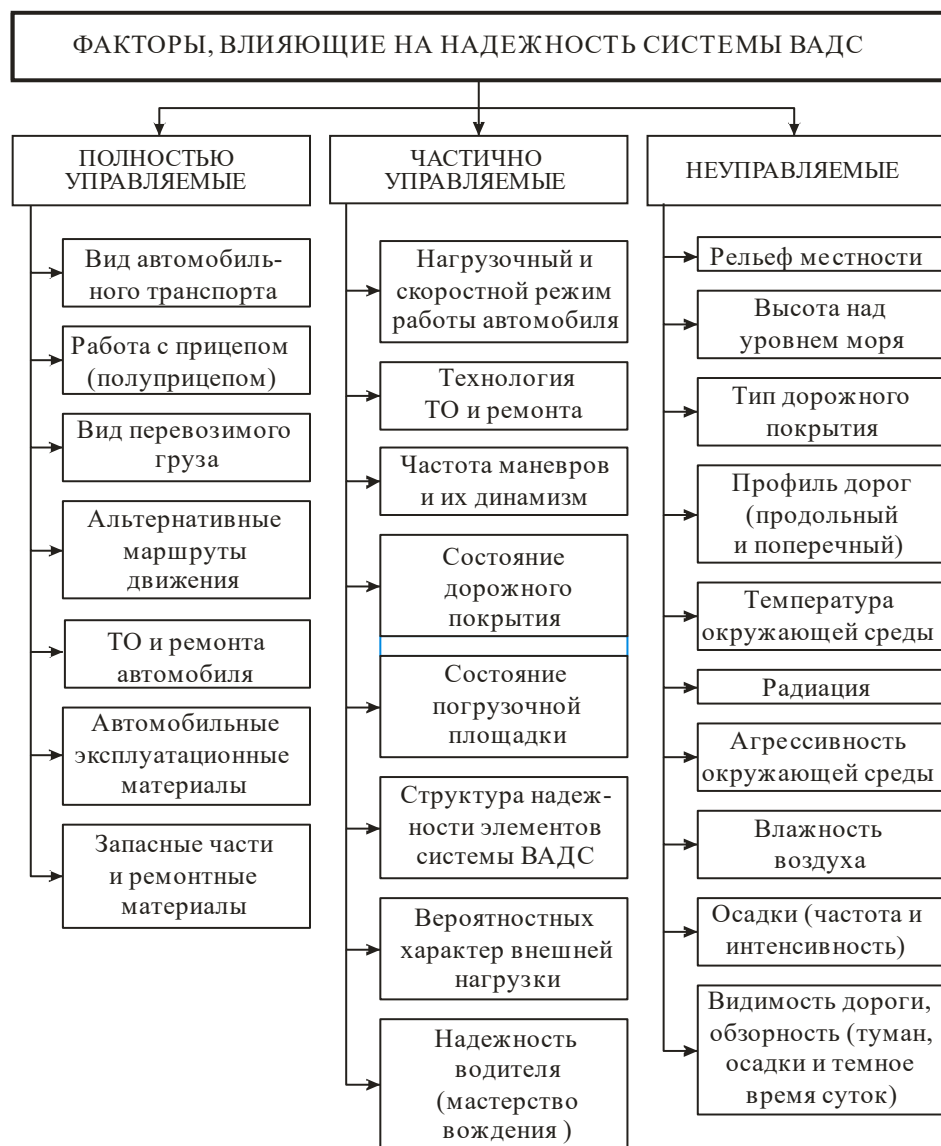 ФАКТОРЫ, ВЛИЯЮЩИЕ НА НАДЕЖНОСТЬ СИСТЕМЫ ВАДС
ПОЛНОСТЬЮ
УПРАВЛЯЕМЫЕ
Вид автомобиль-
ного транспорта
Работа с прицепом
(полуприцепом)
Вид перевозимого
груза
Альтернативные
маршруты
движения
ТО и ремонта
автомобиля
Автомобильные
эксплуатационные
материалы
Запасные части
и ремонтные
материалы
ЧАСТИЧНО
УПРАВЛЯЕМЫЕ
Нагрузочный и
скоростной режим
работы автомобиля
Технология
ТО и ремонта
Частота маневров
и их динамизм
Состояние
дорожного
покрытия
Состояние
погрузочной
площадки
Структура надеж-
ности элементов
системы ВАДС
Вероятностных
характер внешней
нагрузки
Надежность
водителя
(мастерство
вождения )
НЕУПРАВЛЯЕМЫЕ
Рельеф местности
Высота над
уровнем моря
Тип дорожного
покрытия
Профиль дорог
(продольный
и поперечный)
Температура
окружающей среды
Радиация
Агрессивность
окружающей среды
Влажность
воздуха
Осадки (частота и
интенсивность)
Видимость дороги,
обзорность (туман,
осадки и темное
время суток)